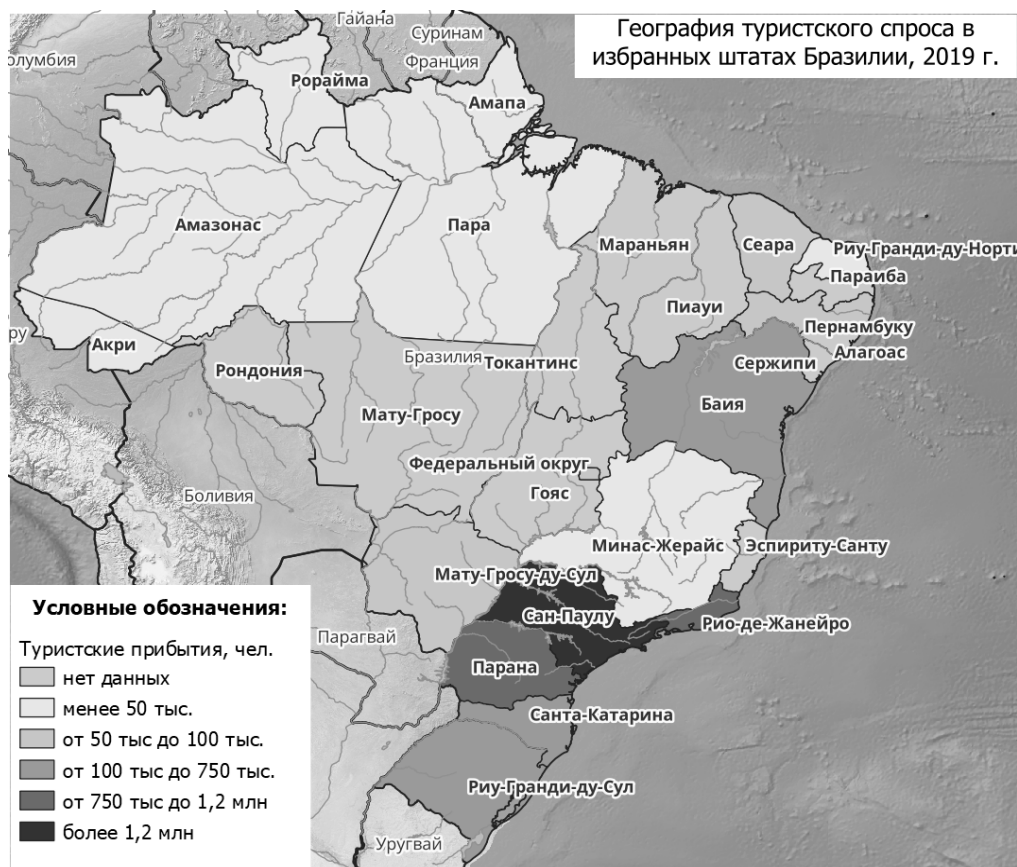 География туристского спроса в
избранных штатах Бразилии, 2019 г.
Гайана
Суринам
Франция
Рорайма
Амапа
Амазонас
Пара
Мараньян
Сеара
Риу-Гранди-ду-Норти
Параиба
Пиауи
Пернамбуку
Алагоас
Сержипи
Акри
Рондония
Бразилия
Токантинс
Мату-Гросу
Баия
Федеральный округ
Гояс
Боливия
Минас-Жерайс
Эспириту-Санту
Мату-Гросу-ду-Сул
Сан-Паулу
Рио-де-Жанейро
Парагвай
Парана
Санта-Катарина
Риу-Гранди-ду-Сул
Уругвай
Условные обозначения:
Туристские прибытия, чел.
нет данных
менее 50 тыс.
от 50 тыс до 100 тыс.
от 100 тыс до 750 тыс.
от 750 тыс до 1,2 млн
более 1,2 млн